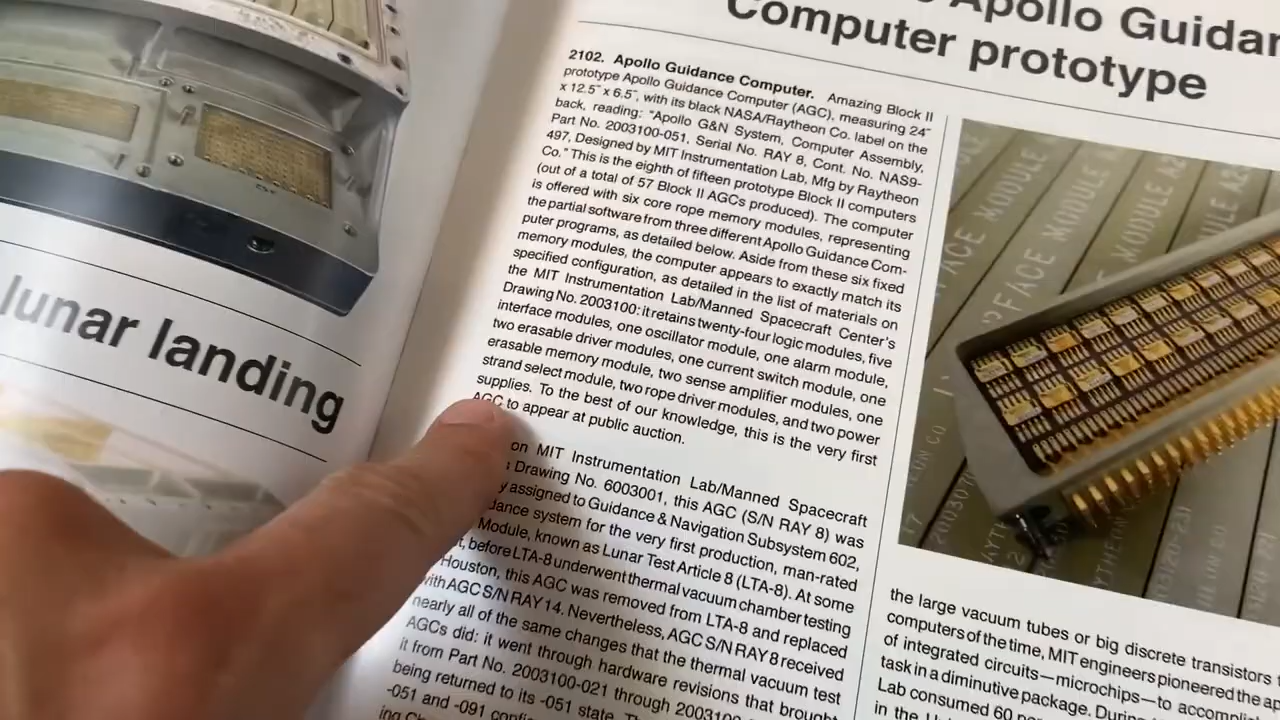 lunar landing
Apollo
Computer prototype
2102. Apollo Guidance Computer. Amazing Block II
prototype Apollo Guidance Computer (AGC), measuring 24˝
x 12.5˝ x 6.5˝, with its black NASA/Raytheon Co. label on the
back, reading: “Apollo G&N System, Computer Assembly,
Part No. 2003100-051, Serial No. RAY 8, Cont. No. NAS9-
497, Designed by MIT Instrumentation Lab, Mfg by Raytheon
Co.” This is the eighth of fifteen prototype Block II computers
(out of a total of 57 Block II AGCs produced). The computer
is offered with six core rope memory modules, representing
the partial software from three different Apollo Guidance Com-
puter programs, as detailed below. Aside from these six fixed
memory modules, the computer appears to exactly match its
specified configuration, as detailed in the list of materials on
the MIT Instrumentation Lab/Manned Spacecraft Center’s
Drawing No. 2003100: it retains twenty-four logic modules, five
interface modules, one oscillator module, one alarm module,
two erasable driver modules, one current switch module, one
erasable memory module, two sense amplifier modules, one
strand select module, two rope driver modules, and two power
supplies. To the best of our knowledge, this is the very first
AGC to appear at public auction.
on MIT Instrumentation Lab/Manned Spacecraft
Drawing No. 6003001, this AGC (S/N RAY 8) was
assigned to Guidance & Navigation Subsystem 602,
system for the very first production, man-rated
Module, known as Lunar Test Article 8 (LTA-8). At some
before LTA-8 underwent thermal vacuum chamber testing
Houston, this AGC was removed from LTA-8 and replaced
with AGC S/N RAY 14. Nevertheless, AGC S/N RAY 8 received
nearly all of the same changes that the thermal vacuum test
AGCs did: it went through hardware revisions that brought
it from Part No. 2003100-021 through 2003100
being returned to its -051 state.
-051 and -091
FACE MODULE
MODULE
the large vacuum tubes or big discrete transistors
computers of the time, MIT engineers pioneered the
of integrated circuits—microchips—to accomplish
task in a diminutive package. During
Lab consumed 60
in the